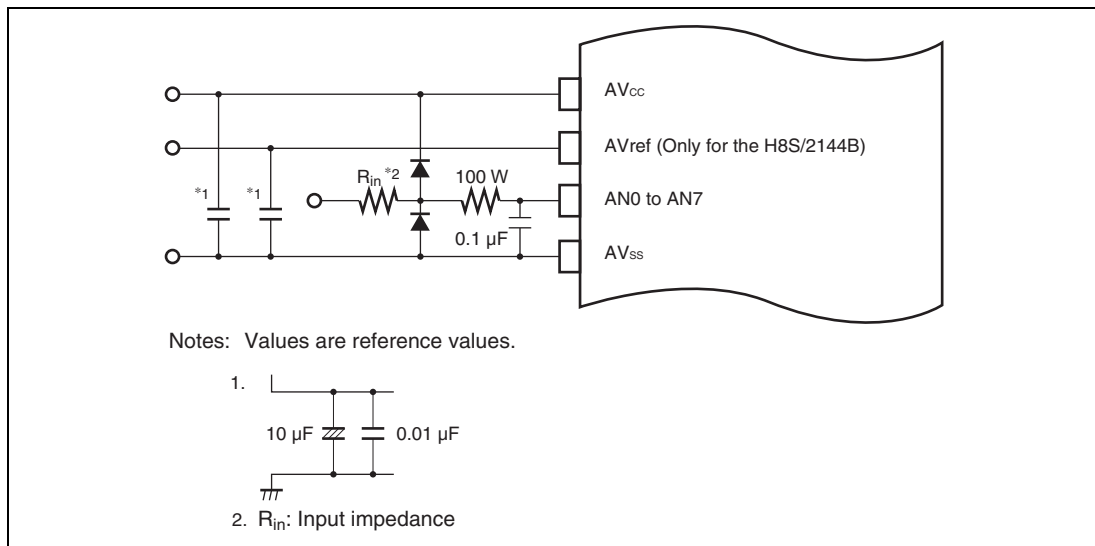 AVcc
AVref (Only for the H8S/2144B)
*1 *1 Rin *2 100 W
AN0 to AN7
0.1 µF
AVss
Notes: Values are reference values.
1.
10 µF 0.01 µF
2. Rin: Input impedance